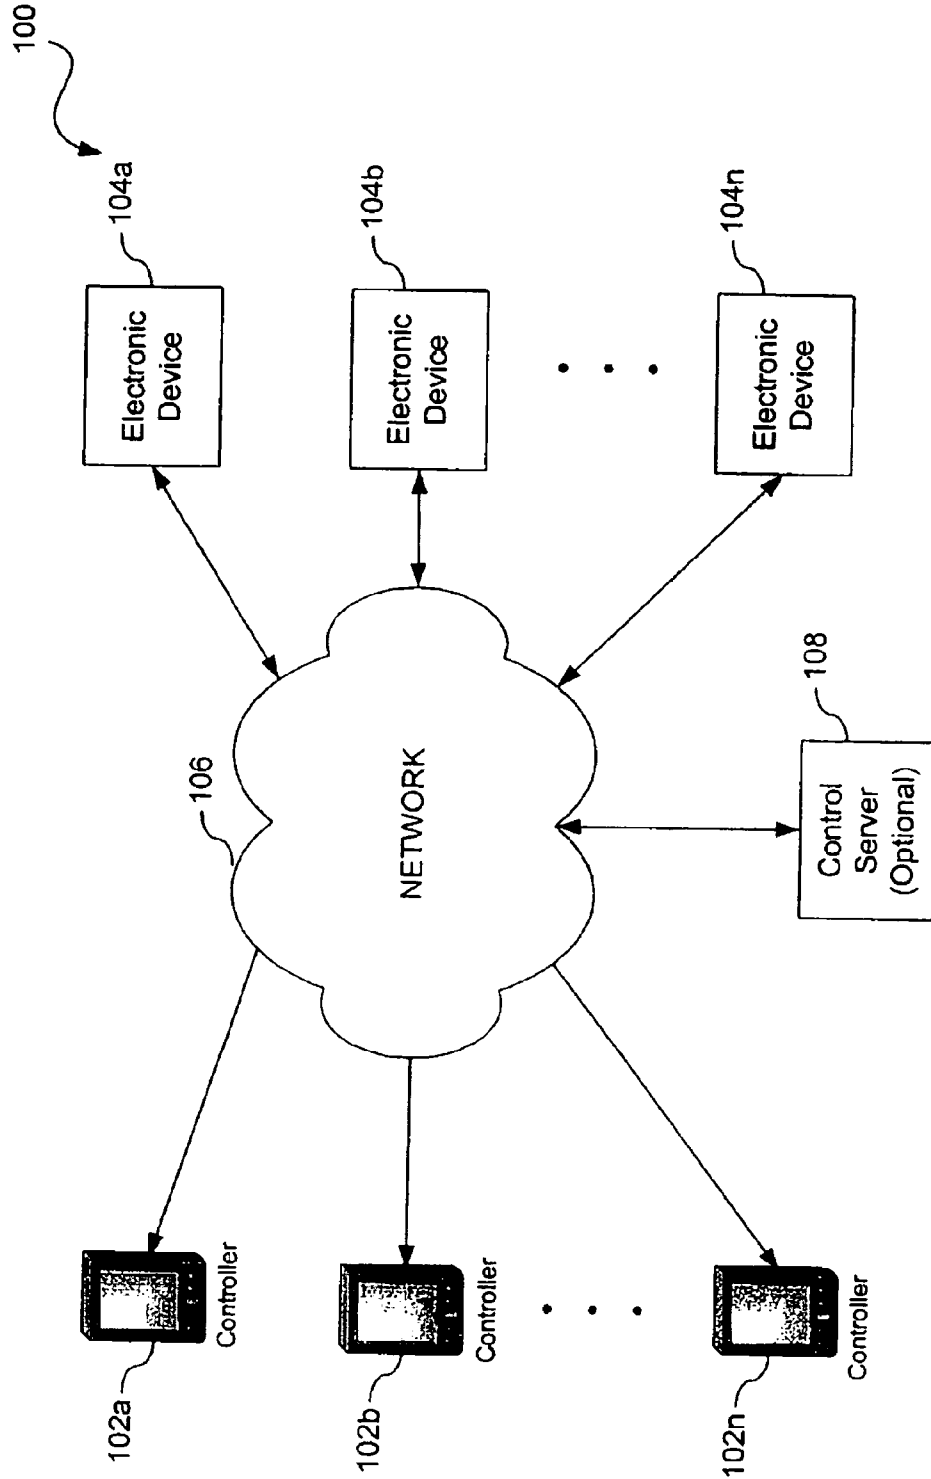 100
102a
Controller
102b
Controller
102n
Controller
106
NETWORK
104a
Electronic
Device
104b
Electronic
Device
104n
Electronic
Device
108
Control
Server
(Optional)